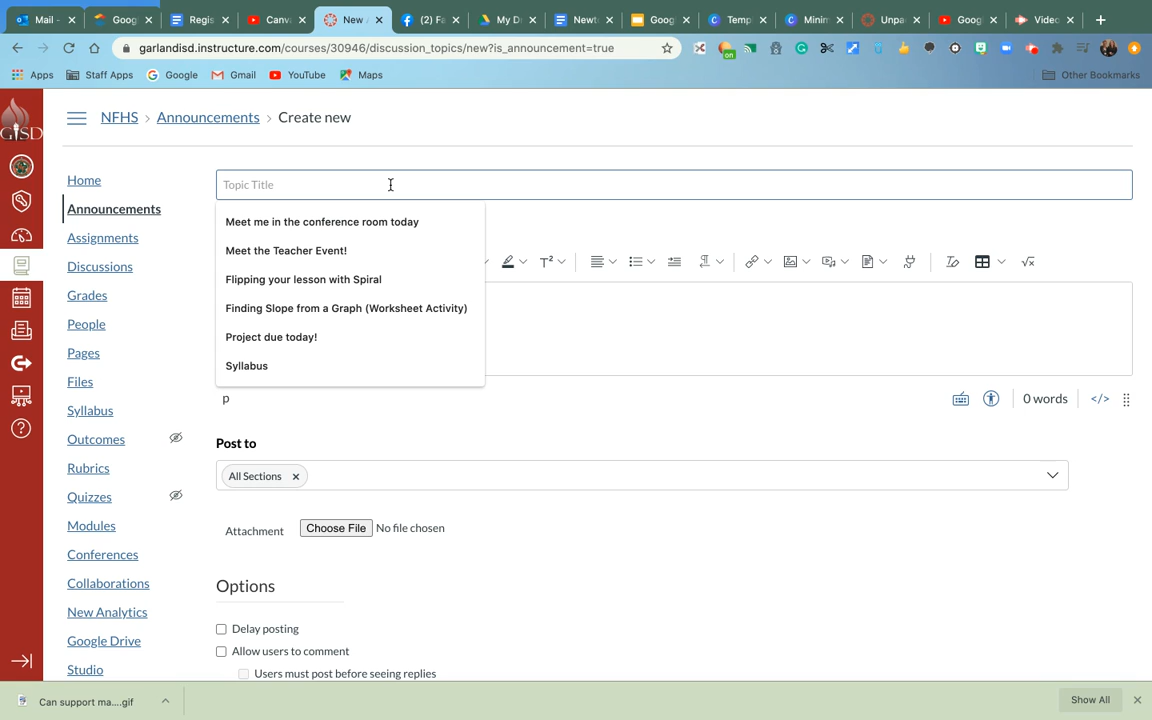 Mail -
Goog
Regis
Canv
New A
(2) Fa
My D
Newt
Goog
Temp
Minim
Unpa
Goog
Video
garlandisd.instructure.com/courses/30946/discussion_topics/new?is_announcement=true
on
Apps
Staff Apps
Google
Gmail
YouTube
Maps
Other Bookmarks
GISD
NFHS
Announcements
Create new
Home
Announcements
Assignments
Discussions
Grades
People
Pages
Files
Syllabus
Outcomes
Rubrics
Quizzes
Modules
Conferences
Collaborations
New Analytics
Google Drive
Studio
Topic Title
Meet me in the conference room today
Meet the Teacher Event!
Flipping your lesson with Spiral
Finding Slope from a Graph (Worksheet Activity)
Project due today!
Syllabus
p
0 words
</>
Post to
All Sections
Attachment
Choose File No file chosen
Options
Delay posting
Allow users to comment
Users must post before seeing replies
Can support ma....gif
Show All